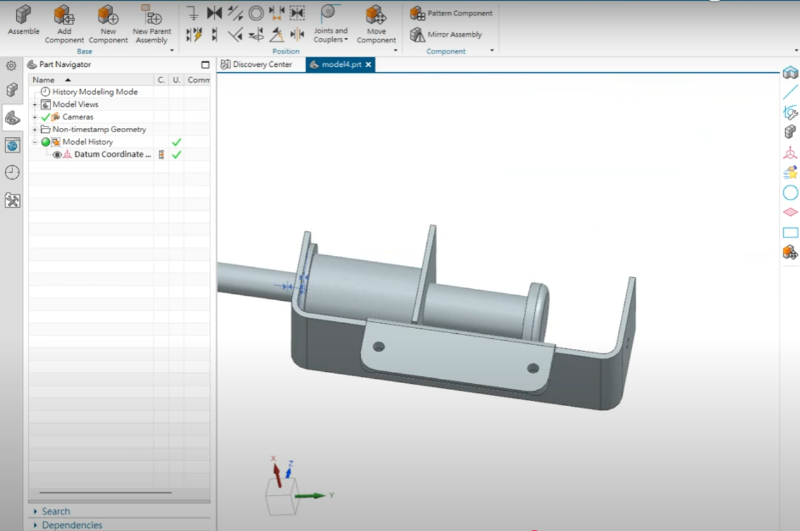 Assemble
Add Component
New Component
New Parent Assembly
Base
Joints and Couplers
Move Component
Position
Pattern Component
Mirror Assembly
Component
Part Navigator
Discovery Center
model4.prt
Name C. U. Comm
History Modeling Mode
Model Views
Cameras
Non-timestamp Geometry
Model History
Datum Coordinate ...
X
Z
Y
Search
Dependencies